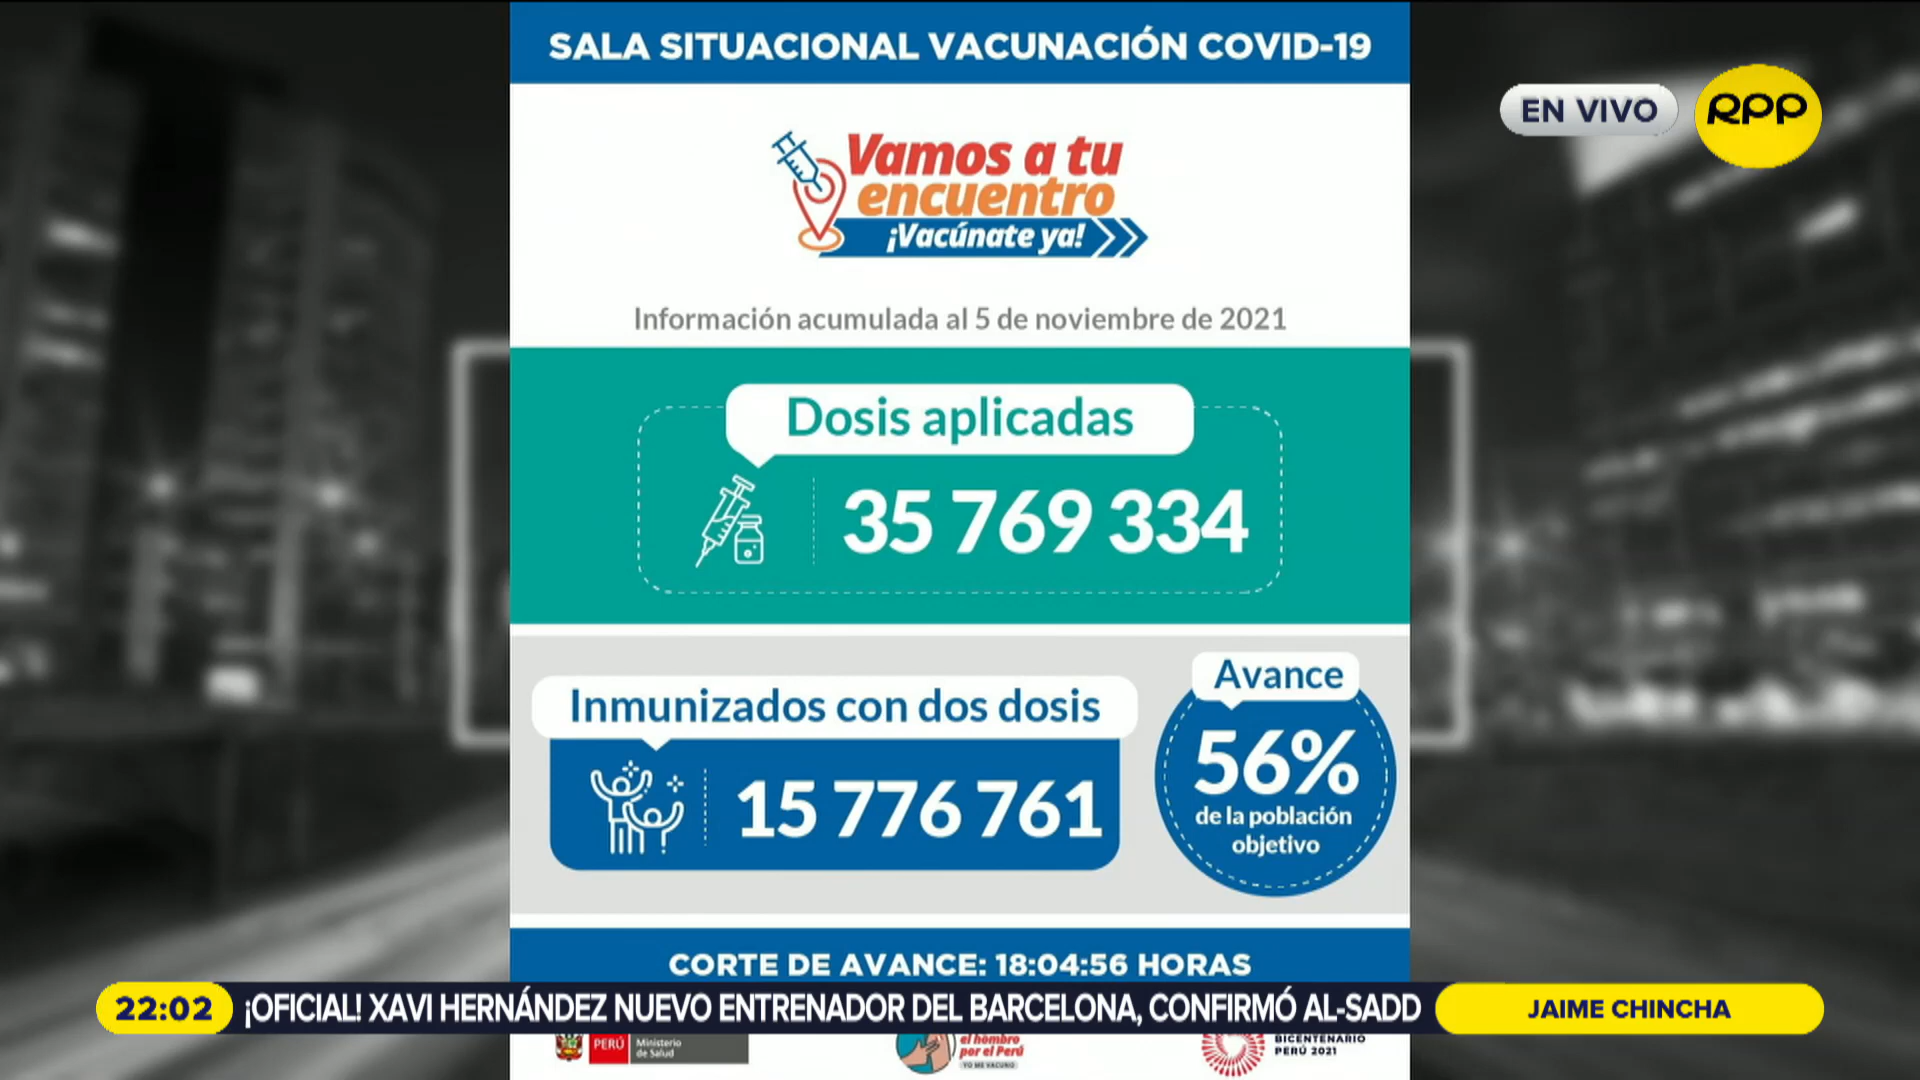 SALA SITUACIONAL VACUNACIÓN COVID-19
EN VIVO
RPP
Vamos a tu
encuentro
¡Vacúnate ya!
Información acumulada al 5 de noviembre de 2021
Dosis aplicadas
35 769 334
Inmunizados con dos dosis
15 776 761
Avance
56%
de la población
objetivo
CORTE DE AVANCE: 18:04:56 HORAS
22:02
¡OFICIAL! XAVI HERNÁNDEZ NUEVO ENTRENADOR DEL BARCELONA, CONFIRMÓ AL-SADD
JAIME CHINCHA
PERÚ
Ministerio
de Salud
el hombro
por el Perú
YO ME VACUNO
BICENTENARIO
PERÚ 2021